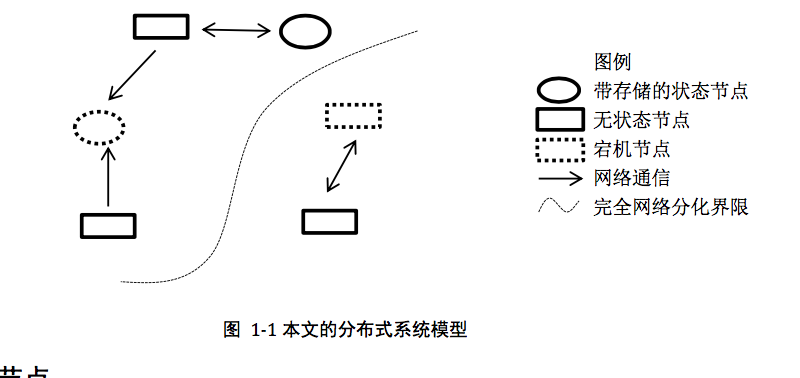 图例
带存储的状态节点
无状态节点
宕机节点
网络通信
完全网络分化界限
图 1-1 本文的分布式系统模型
节点